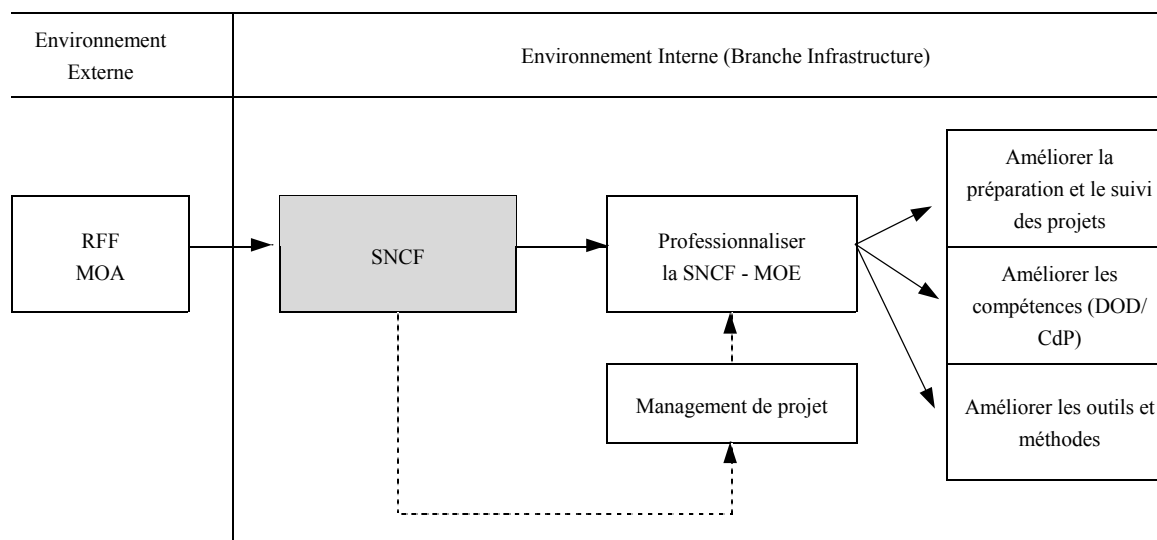 Environnement
Externe
Environnement Interne (Branche Infrastructure)
RFF
MOA
SNCF
Professionnaliser
la SNCF - MOE
Management de projet
Améliorer la
préparation et le suivi
des projets
Améliorer les
compétences (DOD/
CdP)
Améliorer les outils et
méthodes